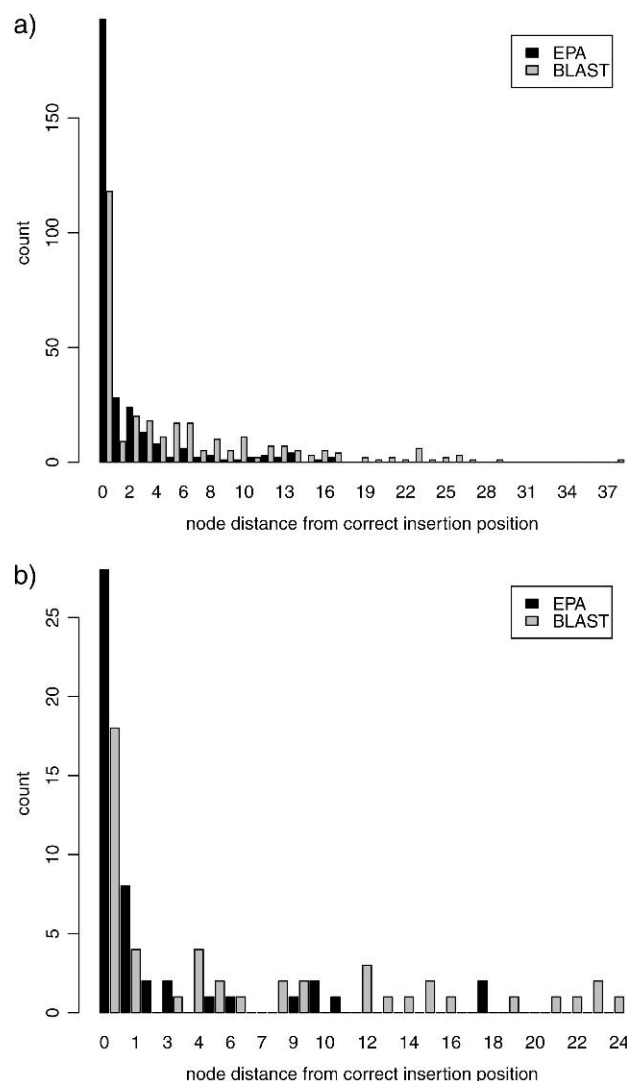 a)
EPA
BLAST
150
100
50
0
count
0 2 4 6 8 10 13 16 19 22 25 28 31 34 37
node distance from correct insertion position
b)
EPA
BLAST
25
20
15
10
5
0
count
0 1 3 4 6 7 9 10 12 14 16 18 20 22 24
node distance from correct insertion position